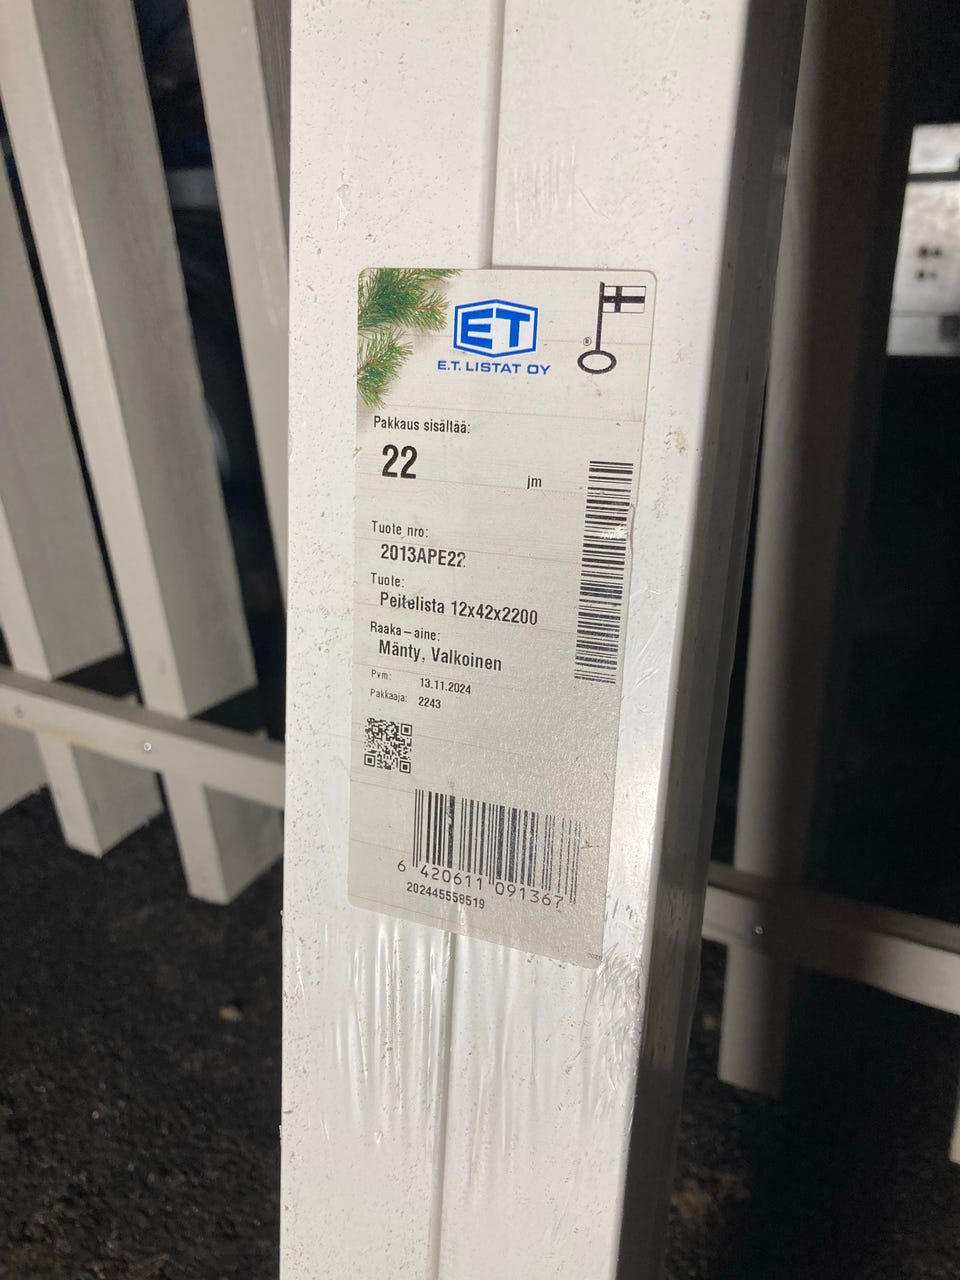 ET
E.T. LISTAT OY
®
Pakkaus sisältää:
22 jm
Tuote nro:
2013APE22
Tuote:
Peitelista 12x42x2200
Raaka-aine:
Mänty, Valkoinen
Pvm: 13.11.2024
Pakkaaja: 2243
6 420611 091367
202445558519